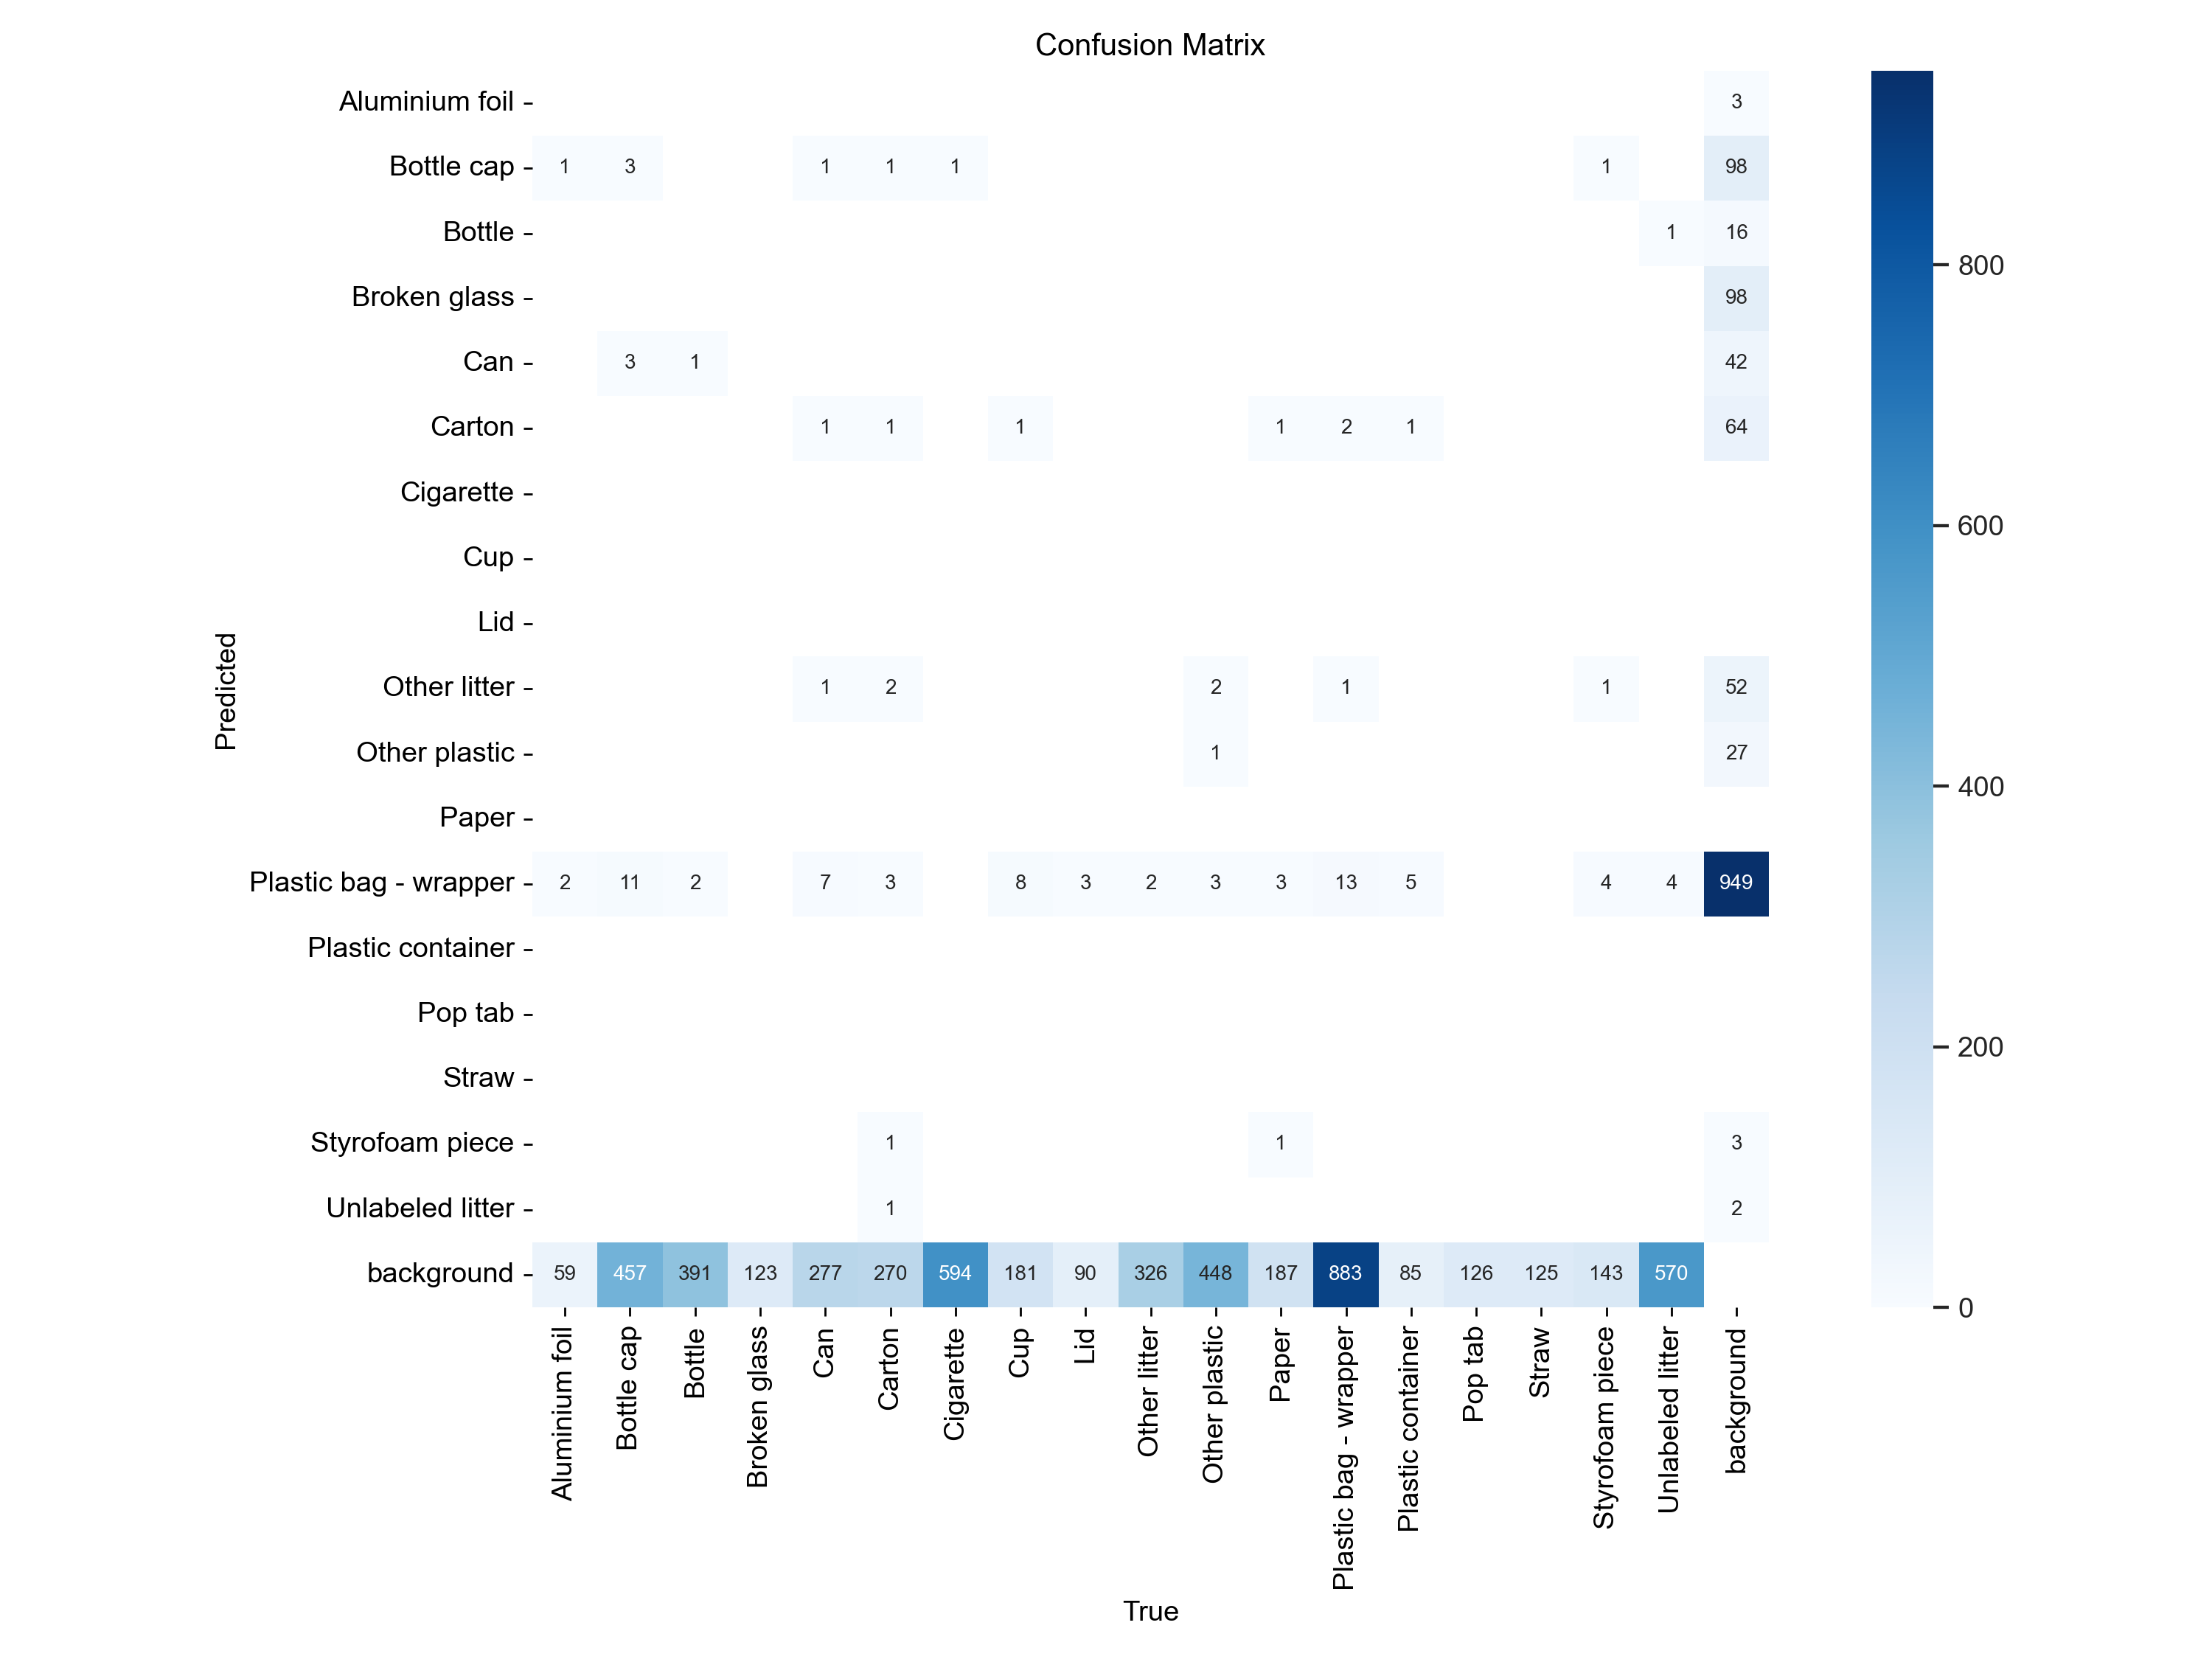 Confusion Matrix
Aluminium foil 3
Bottle cap 1 3 1 1 1 1 98
Bottle 1 16
Broken glass 98
Can 3 1 42
Carton 1 1 1 1 2 1 64
Cigarette
Cup
Lid
Other litter 1 2 2 1 1 52
Other plastic 1 27
Paper
Plastic bag - wrapper 2 11 2 7 3 8 3 2 3 3 13 5 4 4 949
Plastic container
Pop tab
Straw
Styrofoam piece 1 1 3
Unlabeled litter 1 2
background 59 457 391 123 277 270 594 181 90 326 448 187 883 85 126 125 143 570
Predicted
Aluminium foil
Bottle cap
Bottle
Broken glass
Can
Carton
Cigarette
Cup
Lid
Other litter
Other plastic
Paper
Plastic bag - wrapper
Plastic container
Pop tab
Straw
Styrofoam piece
Unlabeled litter
background
True
800
600
400
200
0